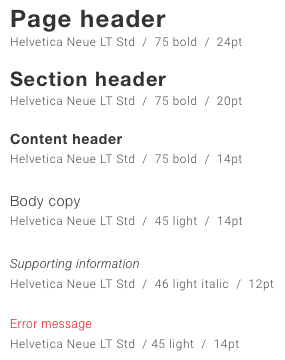 Page header
Helvetica Neue LT Std / 75 bold / 24pt
Section header
Helvetica Neue LT Std / 75 bold / 20pt
Content header
Helvetica Neue LT Std / 75 bold / 14pt
Body copy
Helvetica Neue LT Std / 45 light / 14pt
Supporting information
Helvetica Neue LT Std / 46 light italic / 12pt
Error message
Helvetica Neue LT Std / 45 light / 14pt